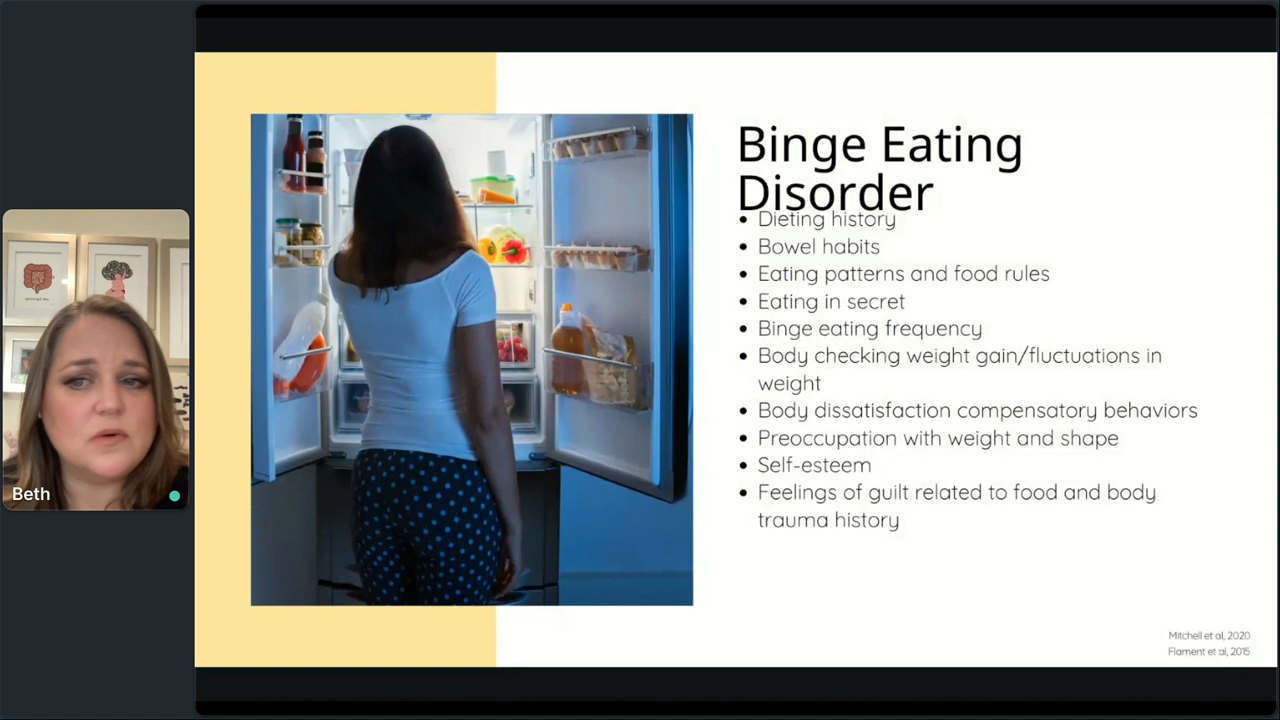 Binge Eating
Disorder
• Dieting history
• Bowel habits
• Eating patterns and food rules
• Eating in secret
• Binge eating frequency
• Body checking weight gain/fluctuations in
weight
• Body dissatisfaction compensatory behaviors
• Preoccupation with weight and shape
• Self-esteem
• Feelings of guilt related to food and body
trauma history
Mitchell et al, 2020
Flament et al, 2015
Beth